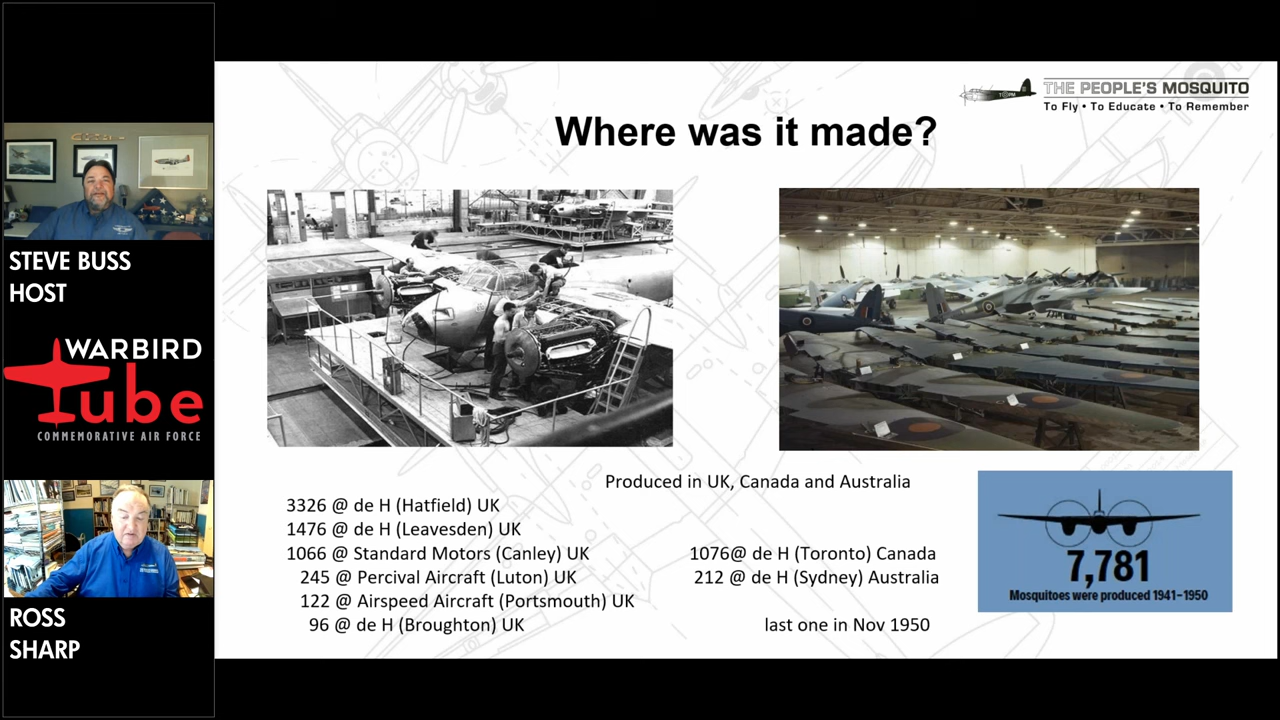 THE PEOPLE'S MOSQUITO
To Fly • To Educate • To Remember
Where was it made?
STEVE BUSS
HOST
WARBIRD
Tube
COMMEMORATIVE AIR FORCE
ROSS
SHARP
Produced in UK, Canada and Australia
3326 @ de H (Hatfield) UK
1476 @ de H (Leavesden) UK
1066 @ Standard Motors (Canley) UK
245 @ Percival Aircraft (Luton) UK
122 @ Airspeed Aircraft (Portsmouth) UK
96 @ de H (Broughton) UK
1076@ de H (Toronto) Canada
212 @ de H (Sydney) Australia
last one in Nov 1950
7,781
Mosquitoes were produced 1941–1950